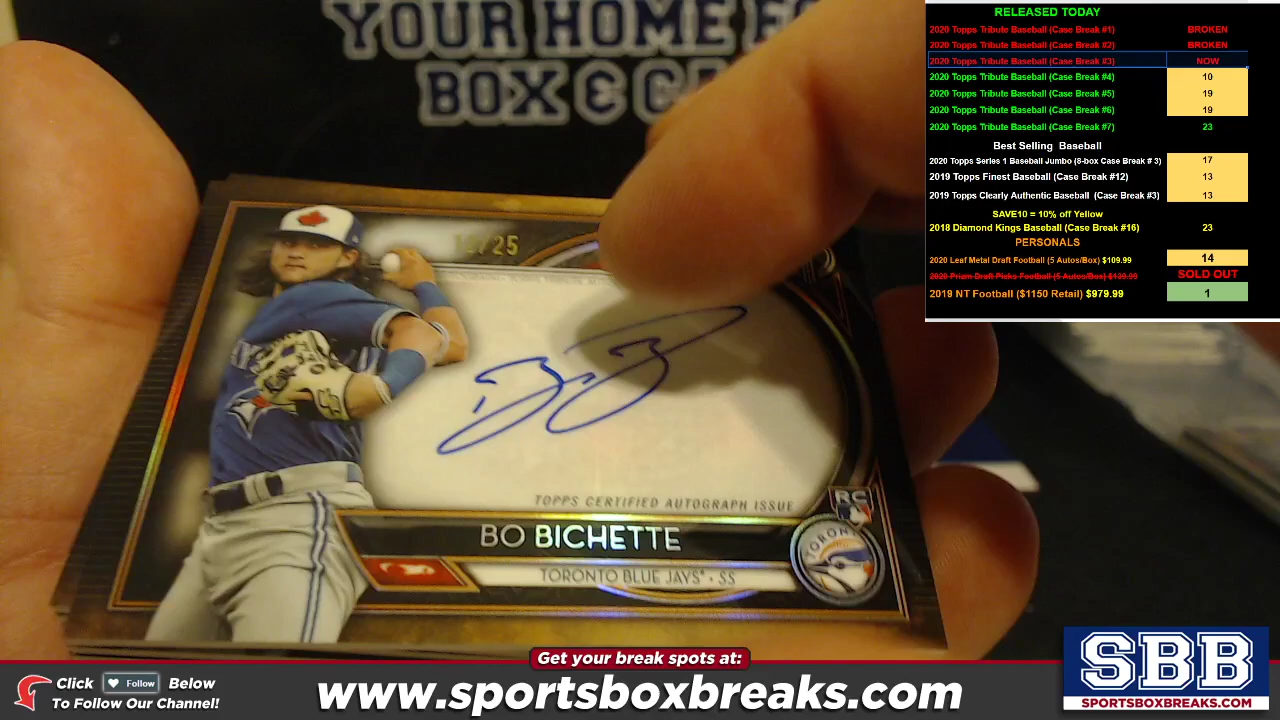 YOUR HOME FO
BOX & C
/25
TOPPS CERTIFIED AUTOGRAPH ISSUE
RC
BO BICHETTE
TORONTO BLUE JAYS · SS
RELEASED TODAY
2020 Topps Tribute Baseball (Case Break #1) BROKEN
2020 Topps Tribute Baseball (Case Break #2) BROKEN
2020 Topps Tribute Baseball (Case Break #3) NOW
2020 Topps Tribute Baseball (Case Break #4) 10
2020 Topps Tribute Baseball (Case Break #5) 19
2020 Topps Tribute Baseball (Case Break #6) 19
2020 Topps Tribute Baseball (Case Break #7) 23
Best Selling Baseball
2020 Topps Series 1 Baseball Jumbo (8-box Case Break # 3) 17
2019 Topps Finest Baseball (Case Break #12) 13
2019 Topps Clearly Authentic Baseball (Case Break #3) 13
SAVE10 = 10% off Yellow
2018 Diamond Kings Baseball (Case Break #16) 23
PERSONALS
2020 Leaf Metal Draft Football (5 Autos/Box) $109.99 14
2020 Prizm Draft Picks Football (5 Autos/Box) $139.99 SOLD OUT
2019 NT Football ($1150 Retail) $979.99 1
Get your break spots at:
Click Follow Below
To Follow Our Channel!
www.sportsboxbreaks.com
SBB
SPORTSBOXBREAKS.COM